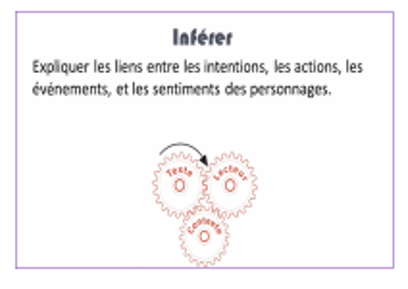 Inférer
Expliquer les liens entre les intentions, les actions, les
événements, et les sentiments des personnages.
Texte
Lecteur
Contexte